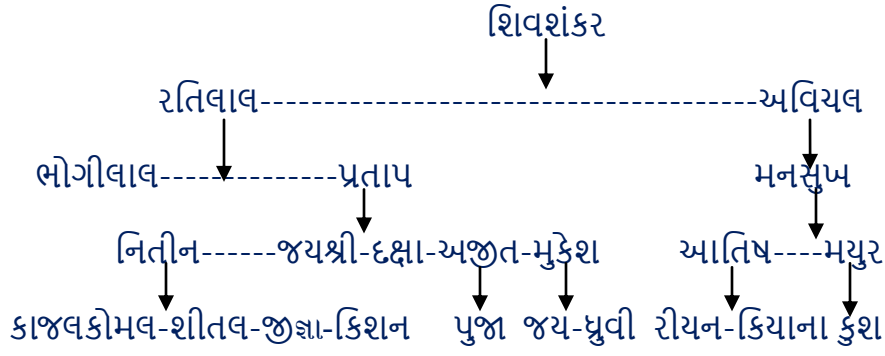 શિવશંકર
રતિલાલ---------------------------------------અવિચલ
ભોગીલાલ--------------પ્રતાપ મનસુખ
નિતીન------જયશ્રી-દક્ષા-અજીત-મુકેશ આતિષ----મયુર
કાજલકોમલ-શીતલ-જીજ્ઞા-કિશન પુજા જય-ધ્રુવી રીયન-કિયાના કુશ